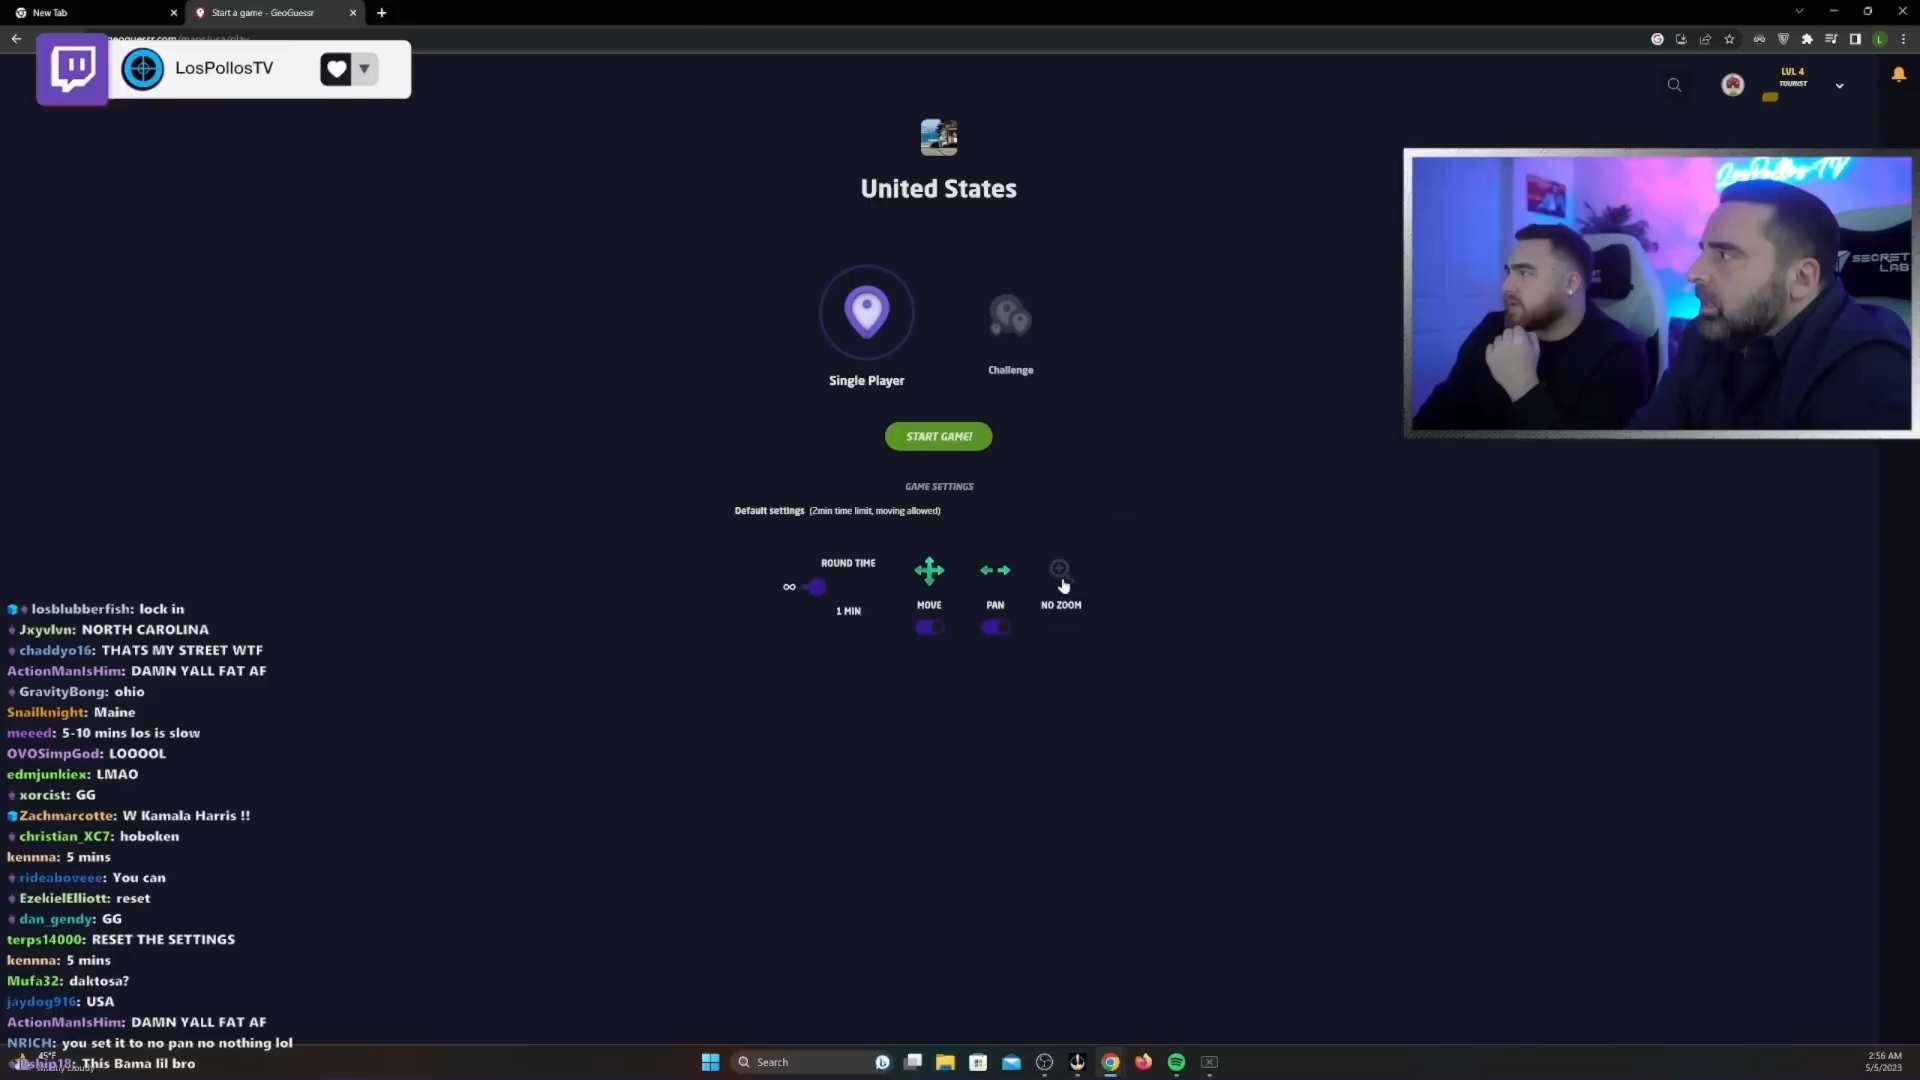 New Tab
Start a game - GeoGuessr
LosPollosTV
LVL 4
TOURIST
United States
Single Player
Challenge
START GAME!
GAME SETTINGS
Default settings (2min time limit, moving allowed)
ROUND TIME
∞
1 MIN
MOVE
PAN
NO ZOOM
LosPollos TV
SECRET
LAB
losblubberfish: lock in
Jxyvlvn: NORTH CAROLINA
chaddyo16: THATS MY STREET WTF
ActionManIsHim: DAMN YALL FAT AF
GravityBong: ohio
Snailknight: Maine
meeed: 5-10 mins los is slow
OVOSimpGod: LOOOOL
edmjunkiex: LMAO
xorcist: GG
Zachmarcotte: W Kamala Harris !!
christian_XC7: hoboken
kennna: 5 mins
rideaboveee: You can
EzekielElliott: reset
dan_gendy: GG
terps14000: RESET THE SETTINGS
kennna: 5 mins
Mufa32: daktosa?
jaydog916: USA
ActionManIsHim: DAMN YALL FAT AF
NRICH: you set it to no pan no nothing lol
This Bama lil bro
45°F
Search
2:56 AM
5/5/2023